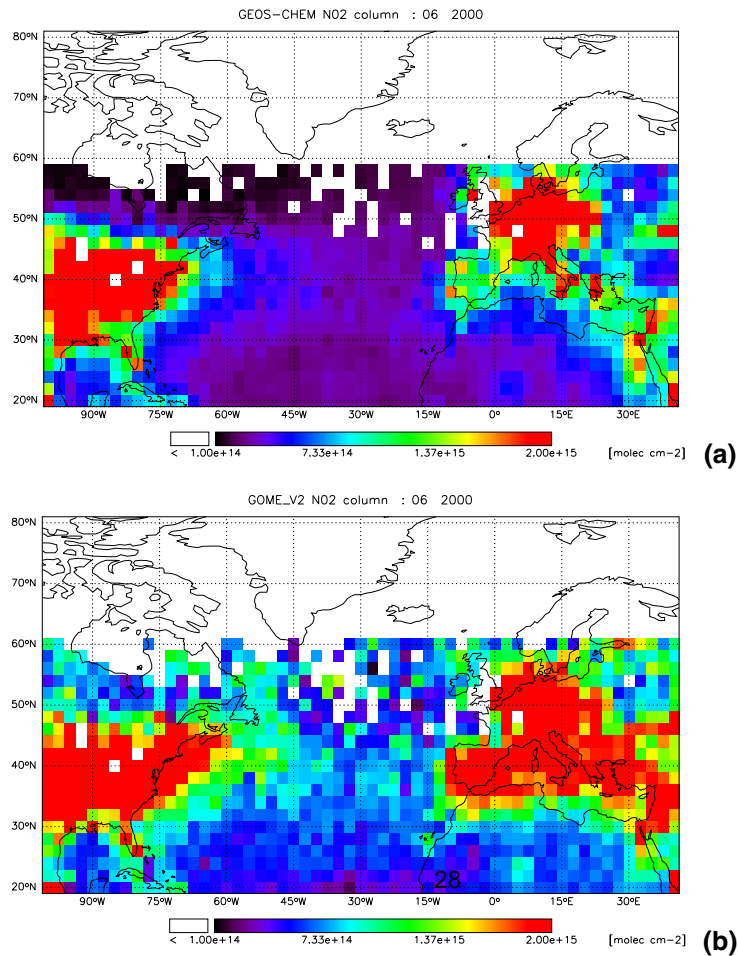 GEOS-CHEM NO2 column : 06 2000
80°N
70°N
60°N
50°N
40°N
30°N
20°N
90°W 75°W 60°W 45°W 30°W 15°W 0° 15°E 30°E
< 1.00e+14 7.33e+14 1.37e+15 2.00e+15 [molec cm-2] (a)
GOME_V2 NO2 column : 06 2000
80°N
70°N
60°N
50°N
40°N
30°N
20°N
28
90°W 75°W 60°W 45°W 30°W 15°W 0° 15°E 30°E
< 1.00e+14 7.33e+14 1.37e+15 2.00e+15 [molec cm-2] (b)